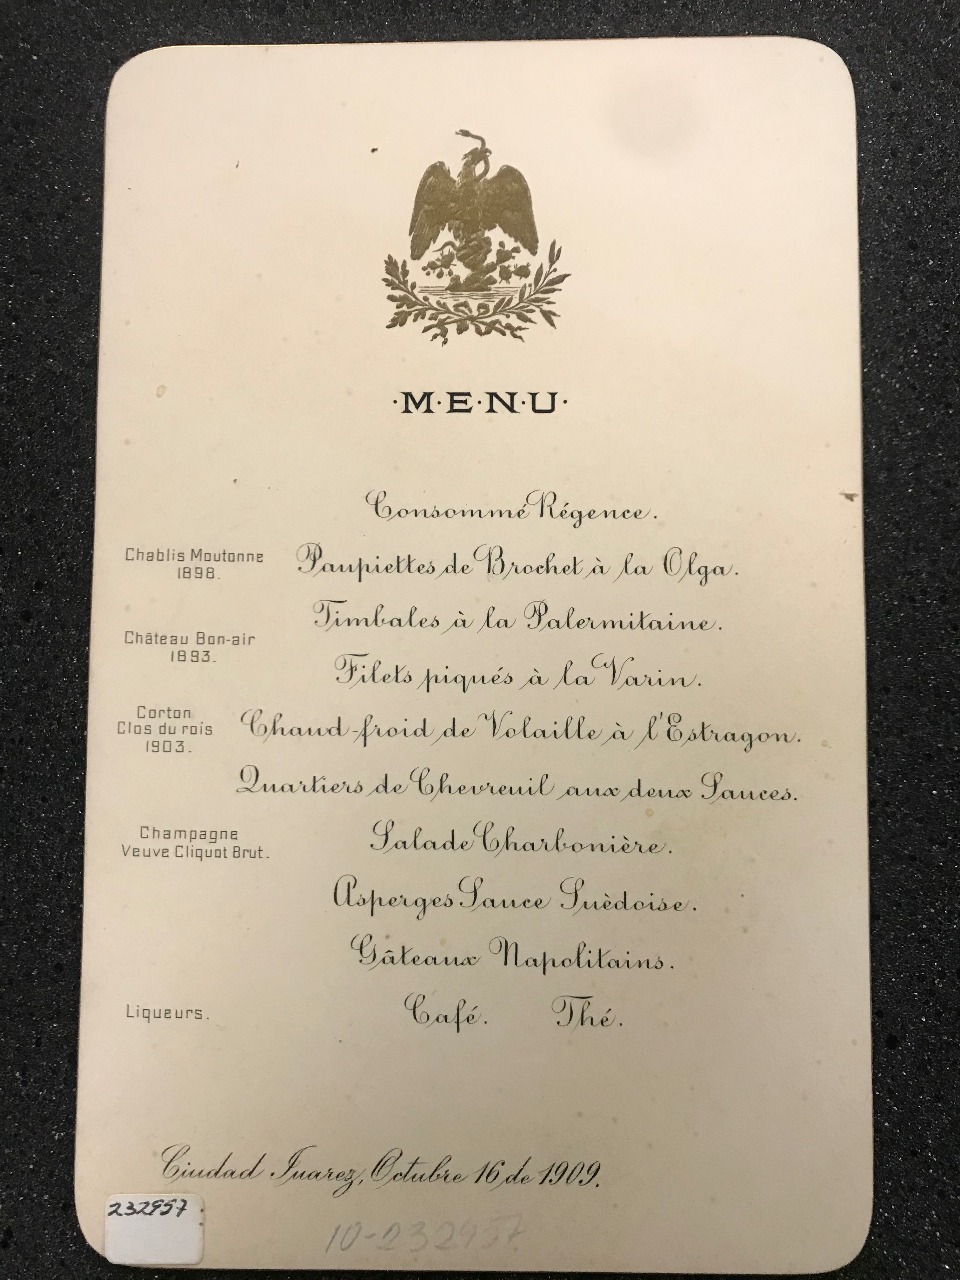 ·M·E·N·U·
Consommé Régence.
Chablis Moutonne
1898.
Paupiettes de Brochet à la Olga.
Timbales à la Palermitaine.
Château Bon-air
1893.
Filets piqués à la Varin.
Corton
Clos du rois
1903.
Chaud-froid de Volaille à l'Estragon.
Quartiers de Chevreuil aux deux Sauces.
Champagne
Veuve Cliquot Brut.
Salade Charbonière.
Asperges Sauce Suèdoise.
Gâteaux Napolitains.
Liqueurs.
Café. Thé.
Ciudad Juarez, Octubre 16 de 1909.
232957
10-232957